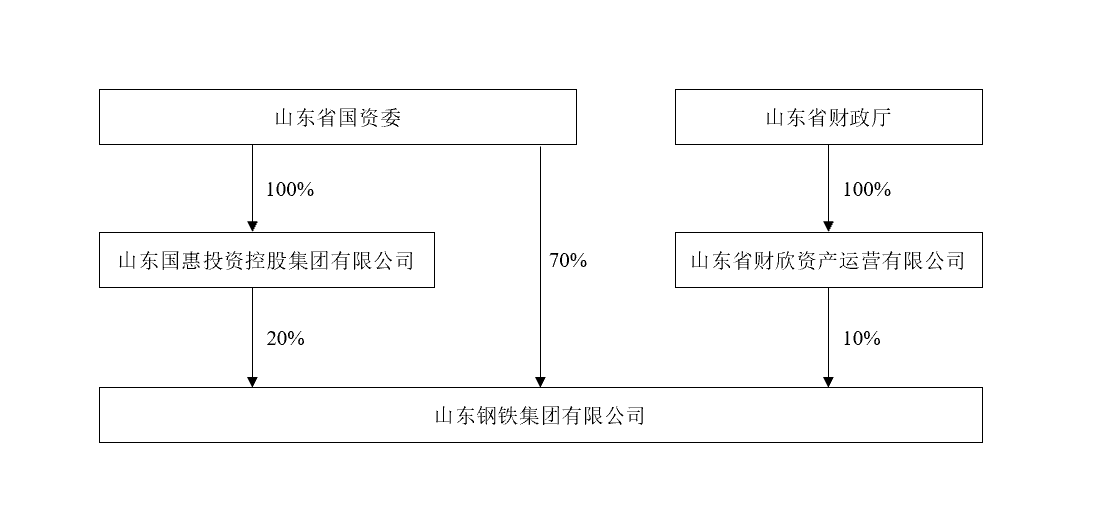 山东省国资委
山东省财政厅
100%
100%
山东国惠投资控股集团有限公司
70%
山东省财欣资产运营有限公司
20%
10%
山东钢铁集团有限公司